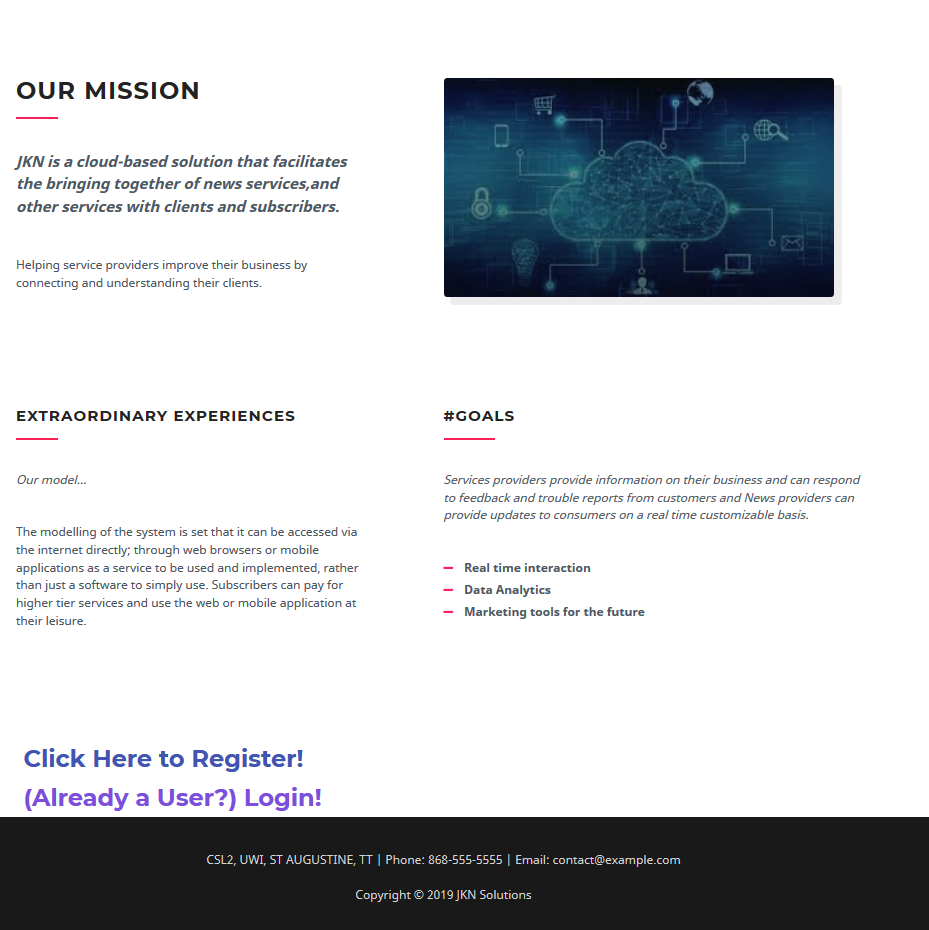 OUR MISSION
JKN is a cloud-based solution that facilitates
the bringing together of news services,and
other services with clients and subscribers.
Helping service providers improve their business by
connecting and understanding their clients.
EXTRAORDINARY EXPERIENCES
Our model...
The modelling of the system is set that it can be accessed via
the internet directly; through web browsers or mobile
applications as a service to be used and implemented, rather
than just a software to simply use. Subscribers can pay for
higher tier services and use the web or mobile application at
their leisure.
#GOALS
Services providers provide information on their business and can respond
to feedback and trouble reports from customers and News providers can
provide updates to consumers on a real time customizable basis.
Real time interaction
Data Analytics
Marketing tools for the future
Click Here to Register!
(Already a User?) Login!
CSL2, UWI, ST AUGUSTINE, TT | Phone: 868-555-5555 | Email: contact@example.com
Copyright © 2019 JKN Solutions